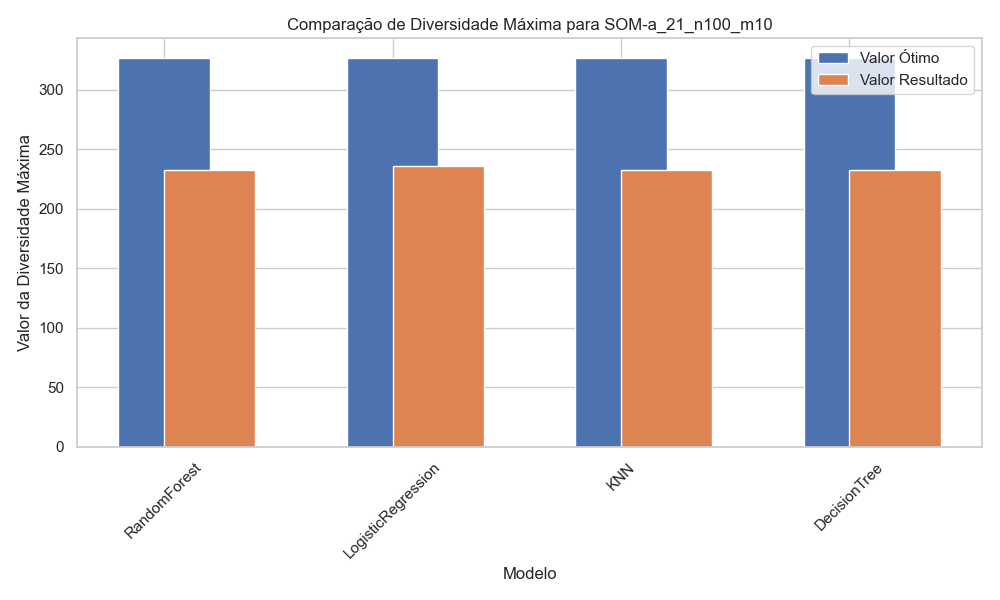 Comparação de Diversidade Máxima para SOM-a_21_n100_m10
Valor Ótimo
Valor Resultado
Valor da Diversidade Máxima
300
250
200
150
100
50
0
RandomForest
LogisticRegression
KNN
DecisionTree
Modelo